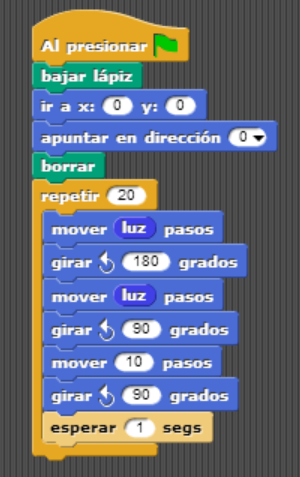 Al presionar
bajar lápiz
ir a x: 0 y: 0
apuntar en dirección 0
borrar
repetir 20
mover luz pasos
girar 180 grados
mover luz pasos
girar 90 grados
mover 10 pasos
girar 90 grados
esperar 1 segs